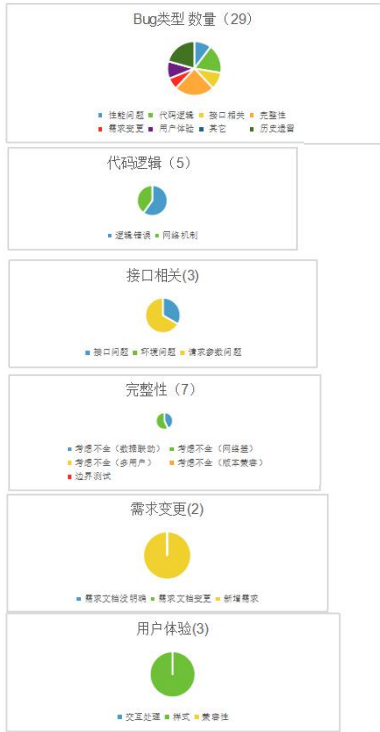 Bug类型 数量（29）
性能问题 代码逻辑 接口相关 完整性
需求变更 用户体验 其它 历史遗留
代码逻辑（5）
逻辑错误 网络机制
接口相关(3)
接口问题 环境问题 请求参数问题
完整性（7）
考虑不全（数据联动） 考虑不全（网络差）
考虑不全（多用户） 考虑不全（版本兼容）
边界测试
需求变更(2)
需求文档没明确 需求文档变更 新增需求
用户体验(3)
交互处理 样式 兼容性